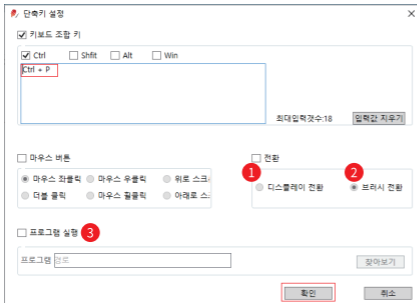 단축키 설정
키보드 조합 키
Ctrl Shfit Alt Win
Ctrl + P
최대입력갯수:18 입력값 지우기
마우스 버튼
마우스 좌클릭 마우스 우클릭 위로 스크
더블 클릭 마우스 휠클릭 아래로 스
전환
1 2
디스플레이 전환 브러시 전환
프로그램 실행 3
프로그램 경로 찾아보기
확인 취소